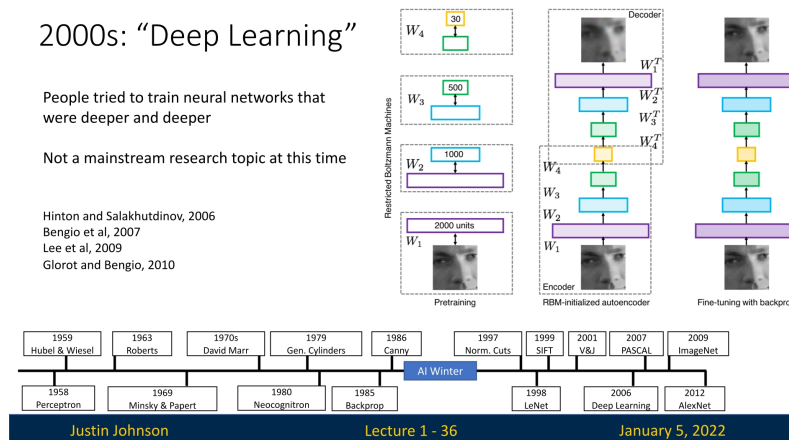 2000s: “Deep Learning”
People tried to train neural networks that
were deeper and deeper
Not a mainstream research topic at this time
Hinton and Salakhutdinov, 2006
Bengio et al, 2007
Lee et al, 2009
Glorot and Bengio, 2010
Restricted Boltzmann Machines
W4
30
W3
500
W2
1000
W1
2000 units
Pretraining
Decoder
W1^T
W2^T
W3^T
W4^T
W4
W3
W2
W1
Encoder
RBM-initialized autoencoder
Fine-tuning with backpro
1959
Hubel & Wiesel
1963
Roberts
1970s
David Marr
1979
Gen. Cylinders
1986
Canny
1997
Norm. Cuts
1999
SIFT
2001
V&J
2007
PASCAL
2009
ImageNet
AI Winter
1958
Perceptron
1969
Minsky & Papert
1980
Neocognitron
1985
Backprop
1998
LeNet
2006
Deep Learning
2012
AlexNet
Justin Johnson
Lecture 1 - 36
January 5, 2022